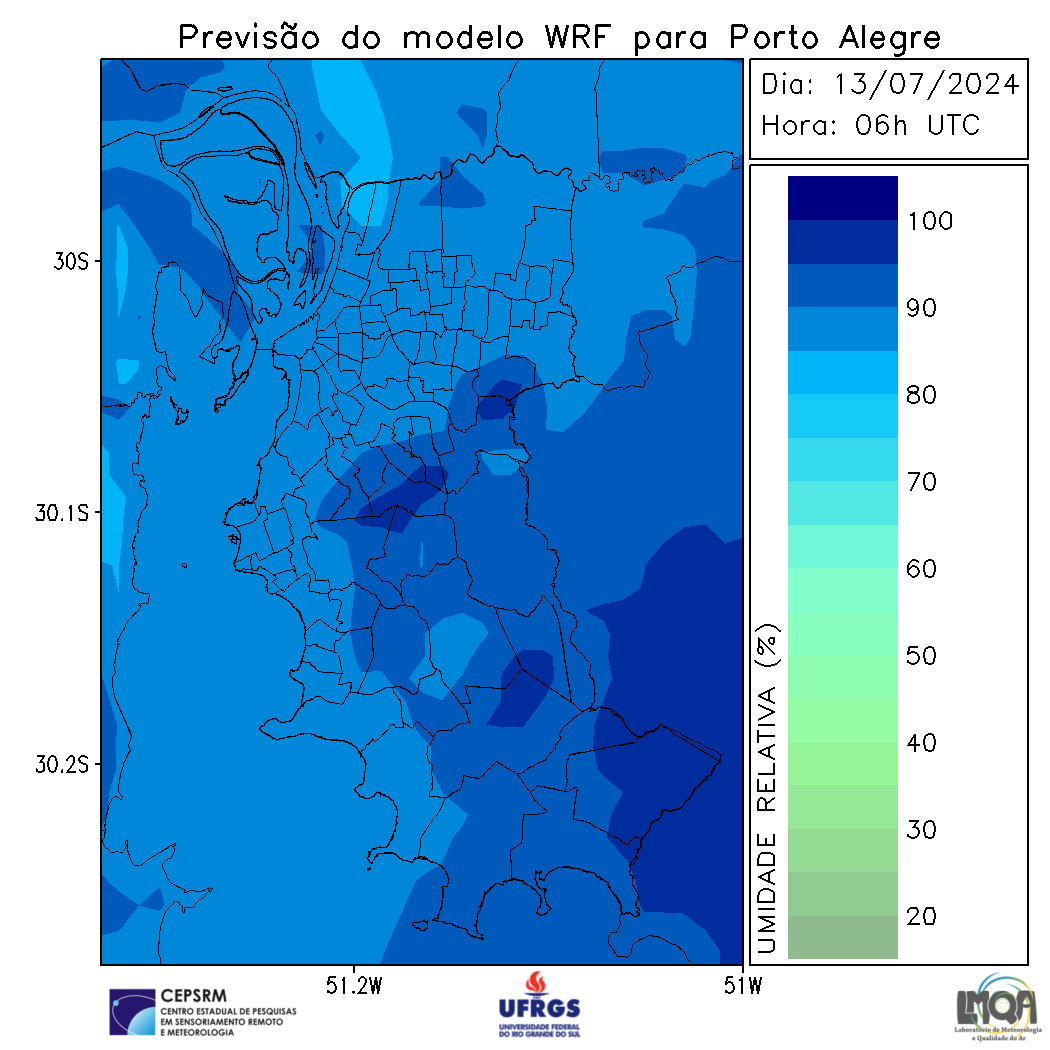 Previsão do modelo WRF para Porto Alegre
Dia: 13/07/2024
Hora: 06h UTC
30S
30.1S
30.2S
51.2W
51W
UMIDADE RELATIVA (%)
100
90
80
70
60
50
40
30
20
CEPSRM
CENTRO ESTADUAL DE PESQUISAS
EM SENSORIAMENTO REMOTO
E METEOROLOGIA
UFRGS
UNIVERSIDADE FEDERAL
DO RIO GRANDE DO SUL
LMQA
Laboratório de Meteorologia
e Qualidade do Ar